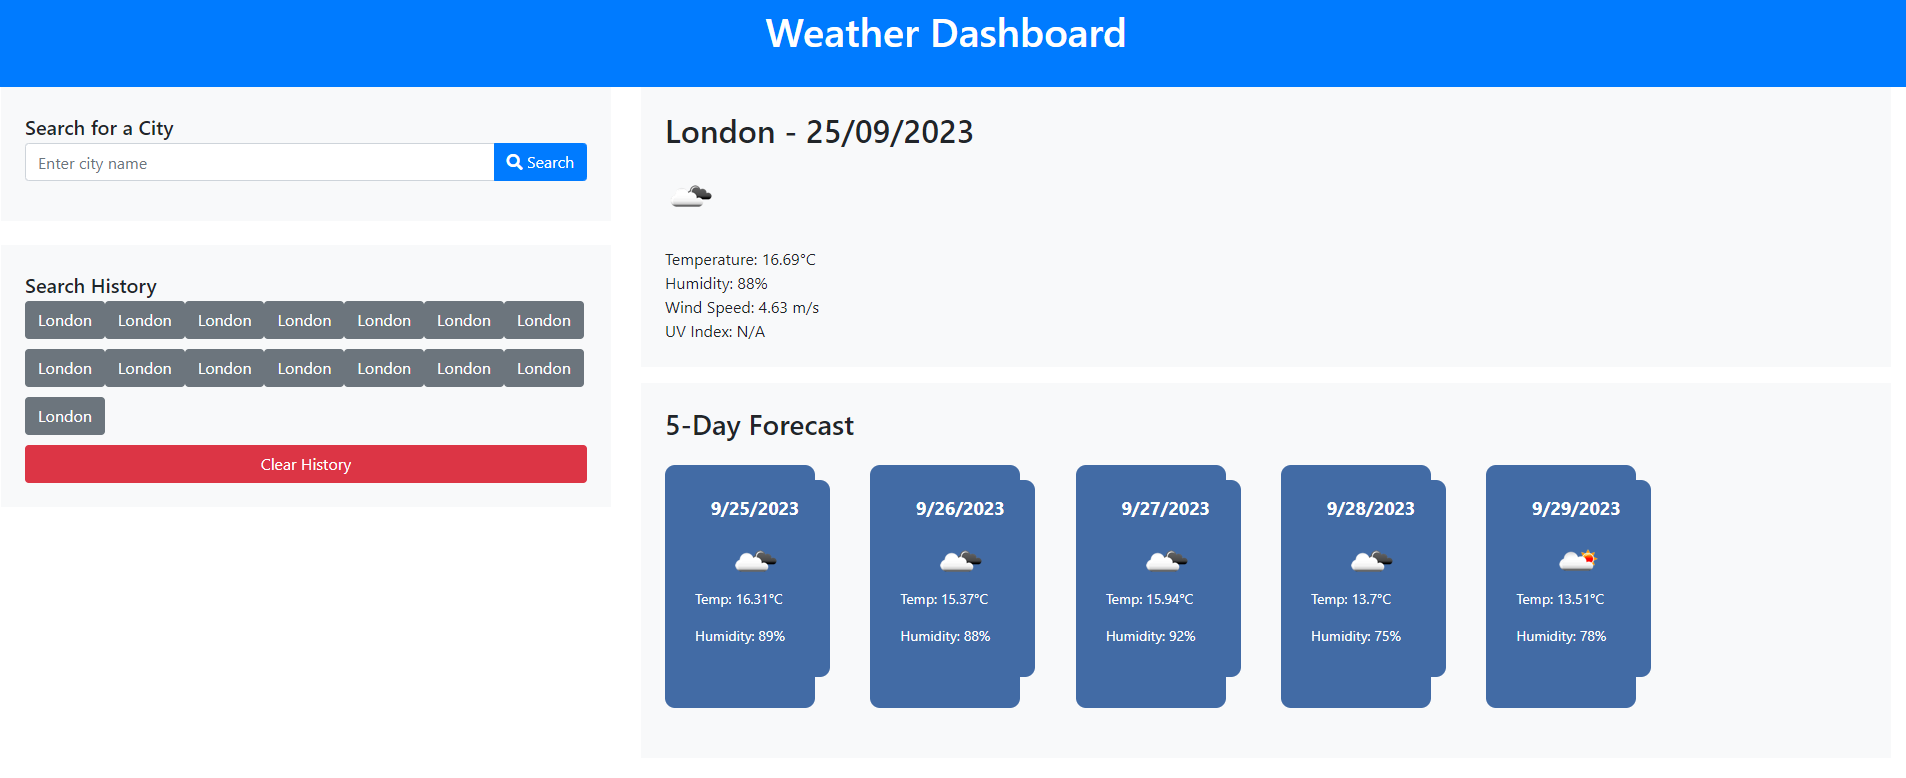 Weather Dashboard
Search for a City
Enter city name
Search
Search History
London London London London London London London
London London London London London London London
London
Clear History
London - 25/09/2023
Temperature: 16.69°C
Humidity: 88%
Wind Speed: 4.63 m/s
UV Index: N/A
5-Day Forecast
9/25/2023
Temp: 16.31°C
Humidity: 89%
9/26/2023
Temp: 15.37°C
Humidity: 88%
9/27/2023
Temp: 15.94°C
Humidity: 92%
9/28/2023
Temp: 13.7°C
Humidity: 75%
9/29/2023
Temp: 13.51°C
Humidity: 78%